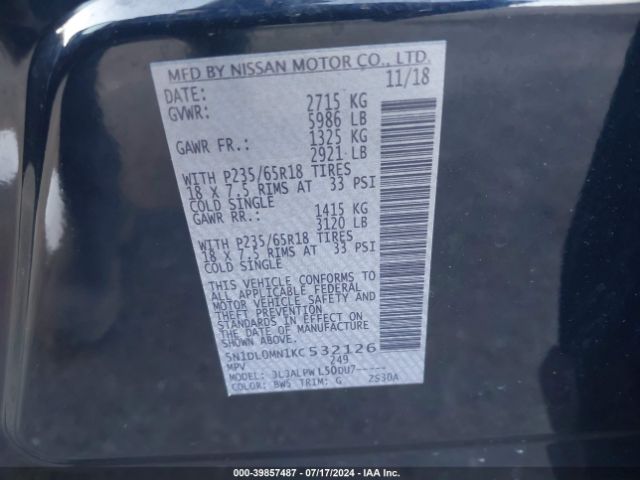 MFD BY NISSAN MOTOR CO., LTD.
DATE: 11/18
GVWR: 2715 KG
5986 LB
GAWR FR.: 1325 KG
2921 LB
WITH P235/65R18 TIRES
18 X 7.5 RIMS AT 33 PSI
COLD SINGLE
GAWR RR.: 1415 KG
3120 LB
WITH P235/65R18 TIRES
18 X 7.5 RIMS AT 33 PSI
COLD SINGLE
THIS VEHICLE CONFORMS TO
ALL APPLICABLE FEDERAL
MOTOR VEHICLE SAFETY AND
THEFT PREVENTION
STANDARDS IN EFFECT ON
THE DATE OF MANUFACTURE
SHOWN ABOVE.
5N1DL0MN1KC532126
MPV 249
MODEL: JLJALPWL50DU7-----
COLOR: BW5 TRIM: G ZS30A
000-39857487 - 07/17/2024 - IAA Inc.